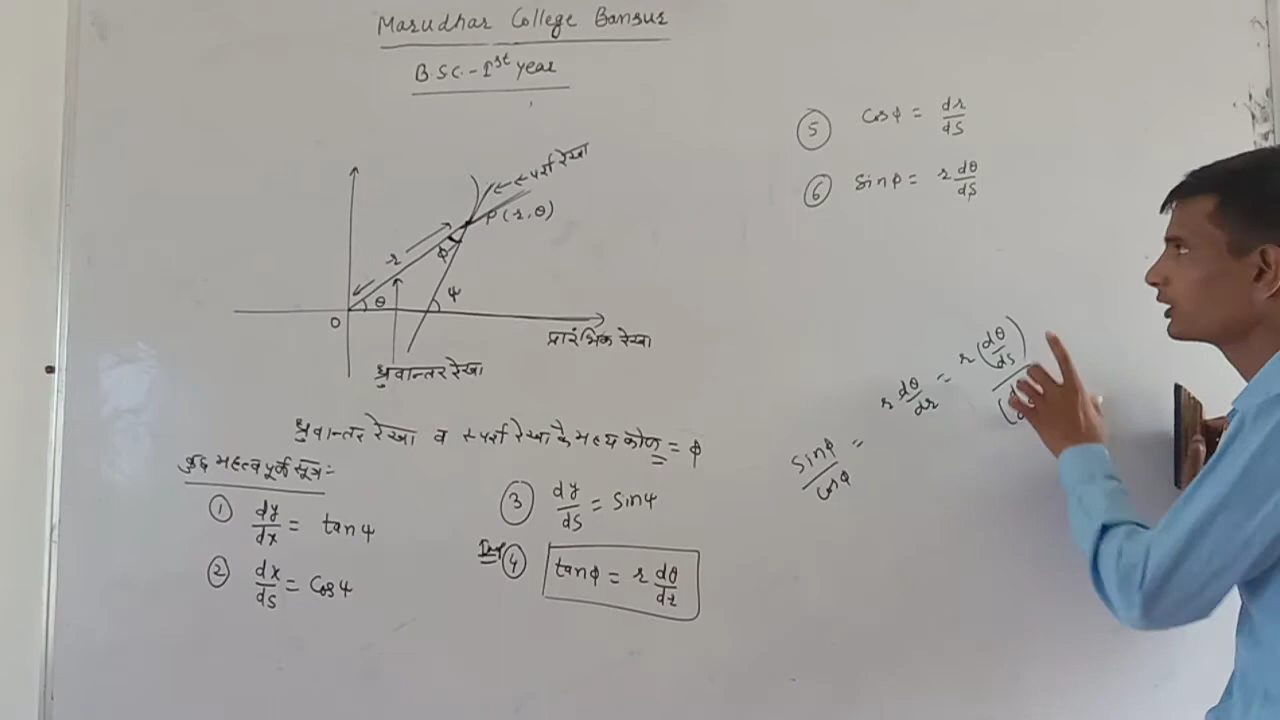 Marudhar College Bansur
B.Sc.-Ist year
स्पर्श रेखा
P(r,θ)
r
ϕ
θ
ψ
O
प्रारंभिक रेखा
ध्रुवान्तर रेखा
ध्रुवान्तर रेखा व स्पर्श रेखा के मध्य कोण = ϕ
कुछ महत्वपूर्ण सूत्र:-
① dy/dx = tanψ
② dx/ds = Cosψ
③ dy/ds = Sinψ
Imp ④ tanϕ = r dθ/dr
⑤ Cosϕ = dr/ds
⑥ Sinϕ = r dθ/ds
sinϕ/cosϕ = r dθ/dr = r(dθ/ds)/(d